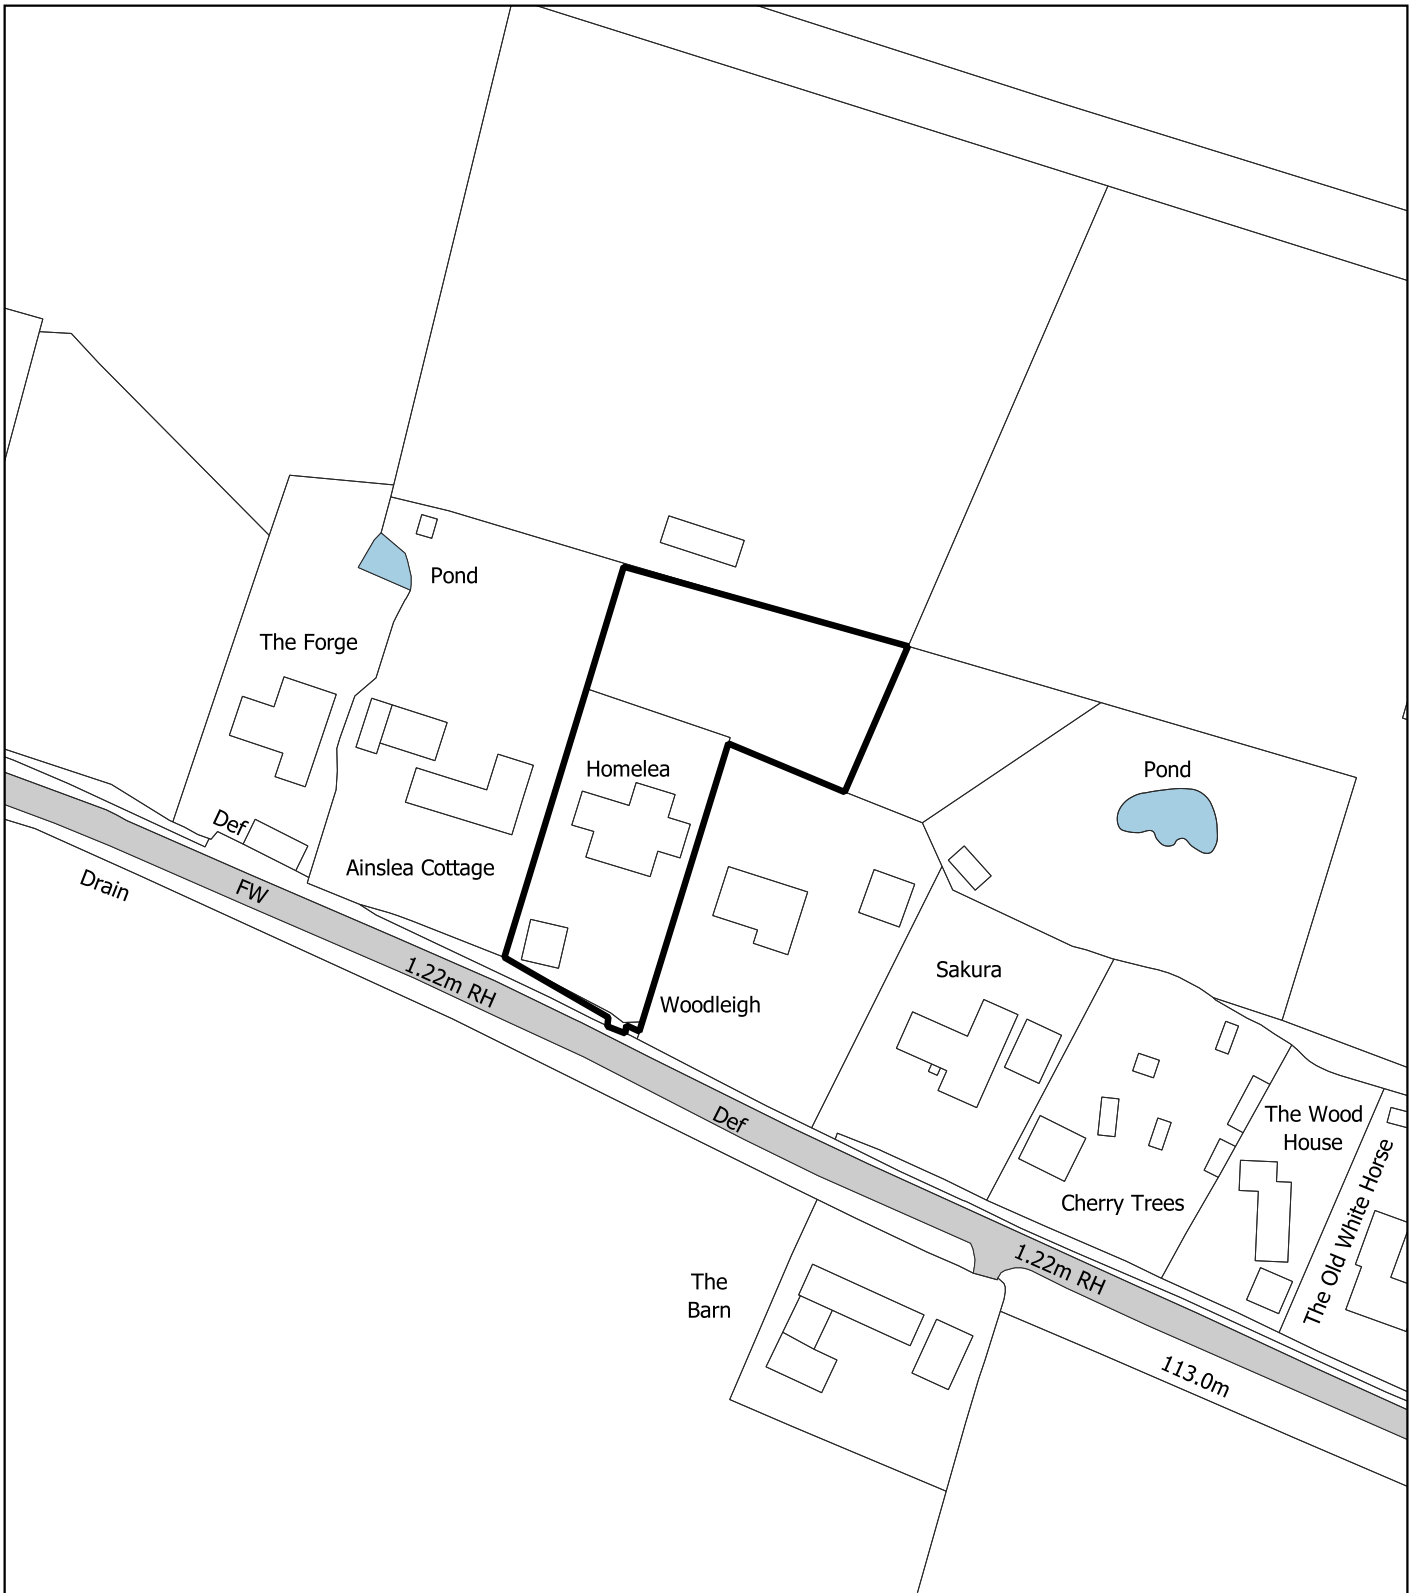 Pond
The Forge
Homelea
Pond
Def
Ainslea Cottage
Drain
FW
1.22m RH
Sakura
Woodleigh
Def
The Wood
House
The Old White Horse
Cherry Trees
1.22m RH
The
Barn
113.0m